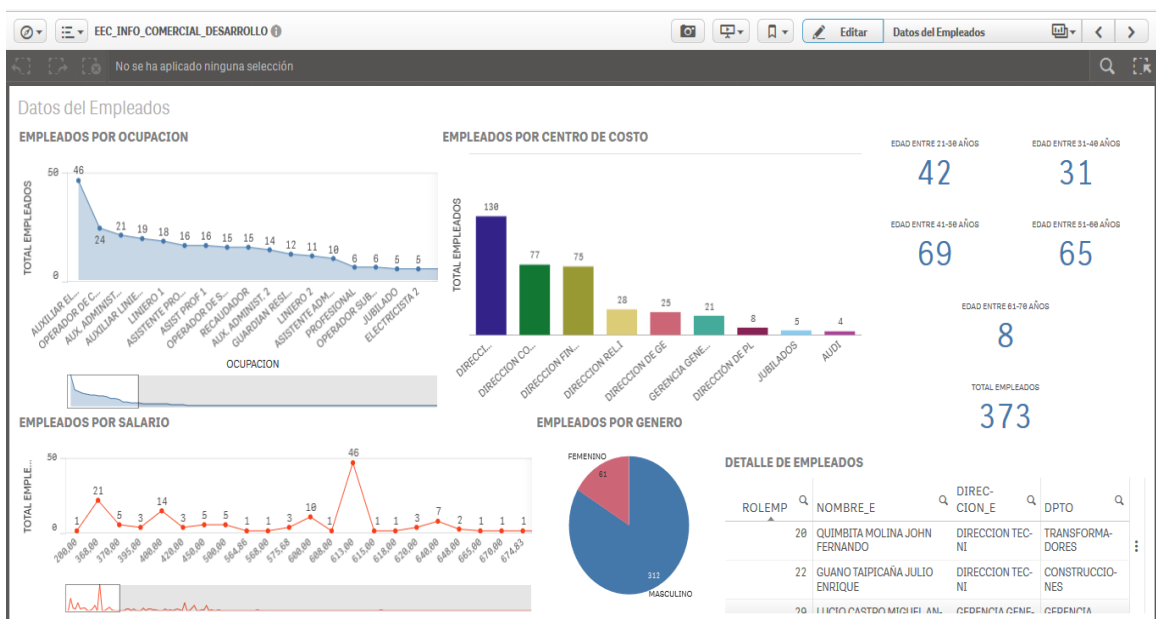 EEC_INFO_COMERCIAL_DESARROLLO
Editar
Datos del Empleados
No se ha aplicado ninguna selección
Datos del Empleados
EMPLEADOS POR OCUPACION
TOTAL EMPLEADOS
50
0
46
24
21
19
18
16
16
15
15
14
12
11
10
6
6
5
5
AUXILIAR EL...
OPERADOR DE C...
AUX. ADMINIST...
AUXILIAR LINIE...
LINIERO 1
ASISTENTE PRO...
ASIST PROF 1
OPERADOR DE S...
RECAUDADOR
AUX. ADMINIST. 2
GUARDIAN RESI...
LINIERO 2
ASISTENTE ADM...
PROFESIONAL
OPERADOR SUB...
JUBILADO
ELECTRICISTA 2
OCUPACION
EMPLEADOS POR CENTRO DE COSTO
TOTAL EMPLEADOS
130
77
75
28
25
21
8
5
4
DIRECCI...
DIRECCION CO...
DIRECCION FIN...
DIRECCION REL.I
DIRECCION DE GE
GERENCIA GENE...
DIRECCIÓN DE PL
JUBILADOS
AUDI
EDAD ENTRE 21-30 AÑOS
42
EDAD ENTRE 31-40 AÑOS
31
EDAD ENTRE 41-50 AÑOS
69
EDAD ENTRE 51-60 AÑOS
65
EDAD ENTRE 61-70 AÑOS
8
TOTAL EMPLEADOS
373
EMPLEADOS POR SALARIO
TOTAL EMPLE...
50
0
1
21
5
3
14
3
5
5
1
1
3
10
1
46
1
1
3
7
2
1
1
1
200,00
368,00
370,00
395,00
400,00
420,00
450,00
500,00
564,86
568,00
575,68
600,00
608,00
613,00
615,00
618,00
620,00
640,00
648,00
665,00
670,00
674,83
EMPLEADOS POR GENERO
FEMENINO
61
312
MASCULINO
DETALLE DE EMPLEADOS
ROLEMP
NOMBRE_E
DIREC-
CION_E
DPTO
20
QUIMBITA MOLINA JOHN
FERNANDO
DIRECCION TEC-
NI
TRANSFORMA-
DORES
22
GUANO TAIPICAÑA JULIO
ENRIQUE
DIRECCION TEC-
NI
CONSTRUCCIO-
NES
29
LUCIO CASTRO MIGUEL AN-
GERENCIA GENE-
GERENCIA